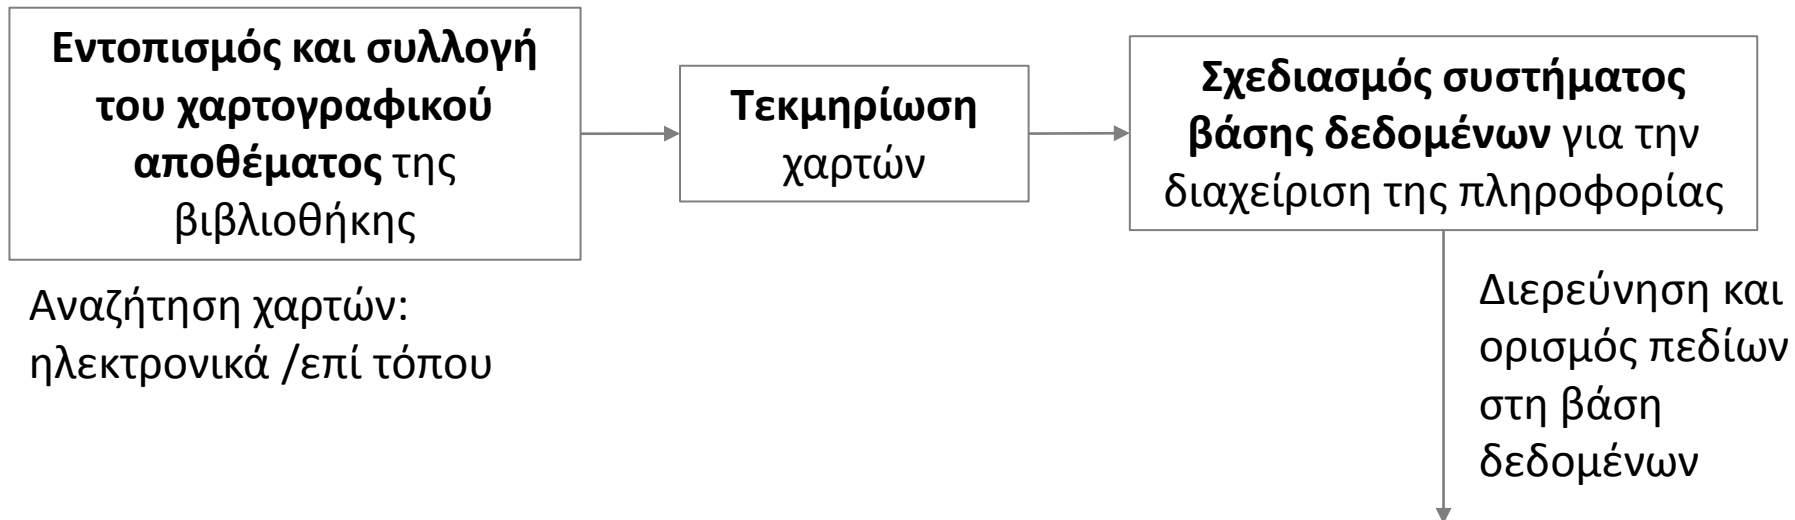 Εντοπισμός και συλλογή
του χαρτογραφικού
αποθέματος της
βιβλιοθήκης
Αναζήτηση χαρτών:
ηλεκτρονικά /επί τόπου
Τεκμηρίωση
χαρτών
Σχεδιασμός συστήματος
βάσης δεδομένων για την
διαχείριση της πληροφορίας
Διερεύνηση και
ορισμός πεδίων
στη βάση
δεδομένων